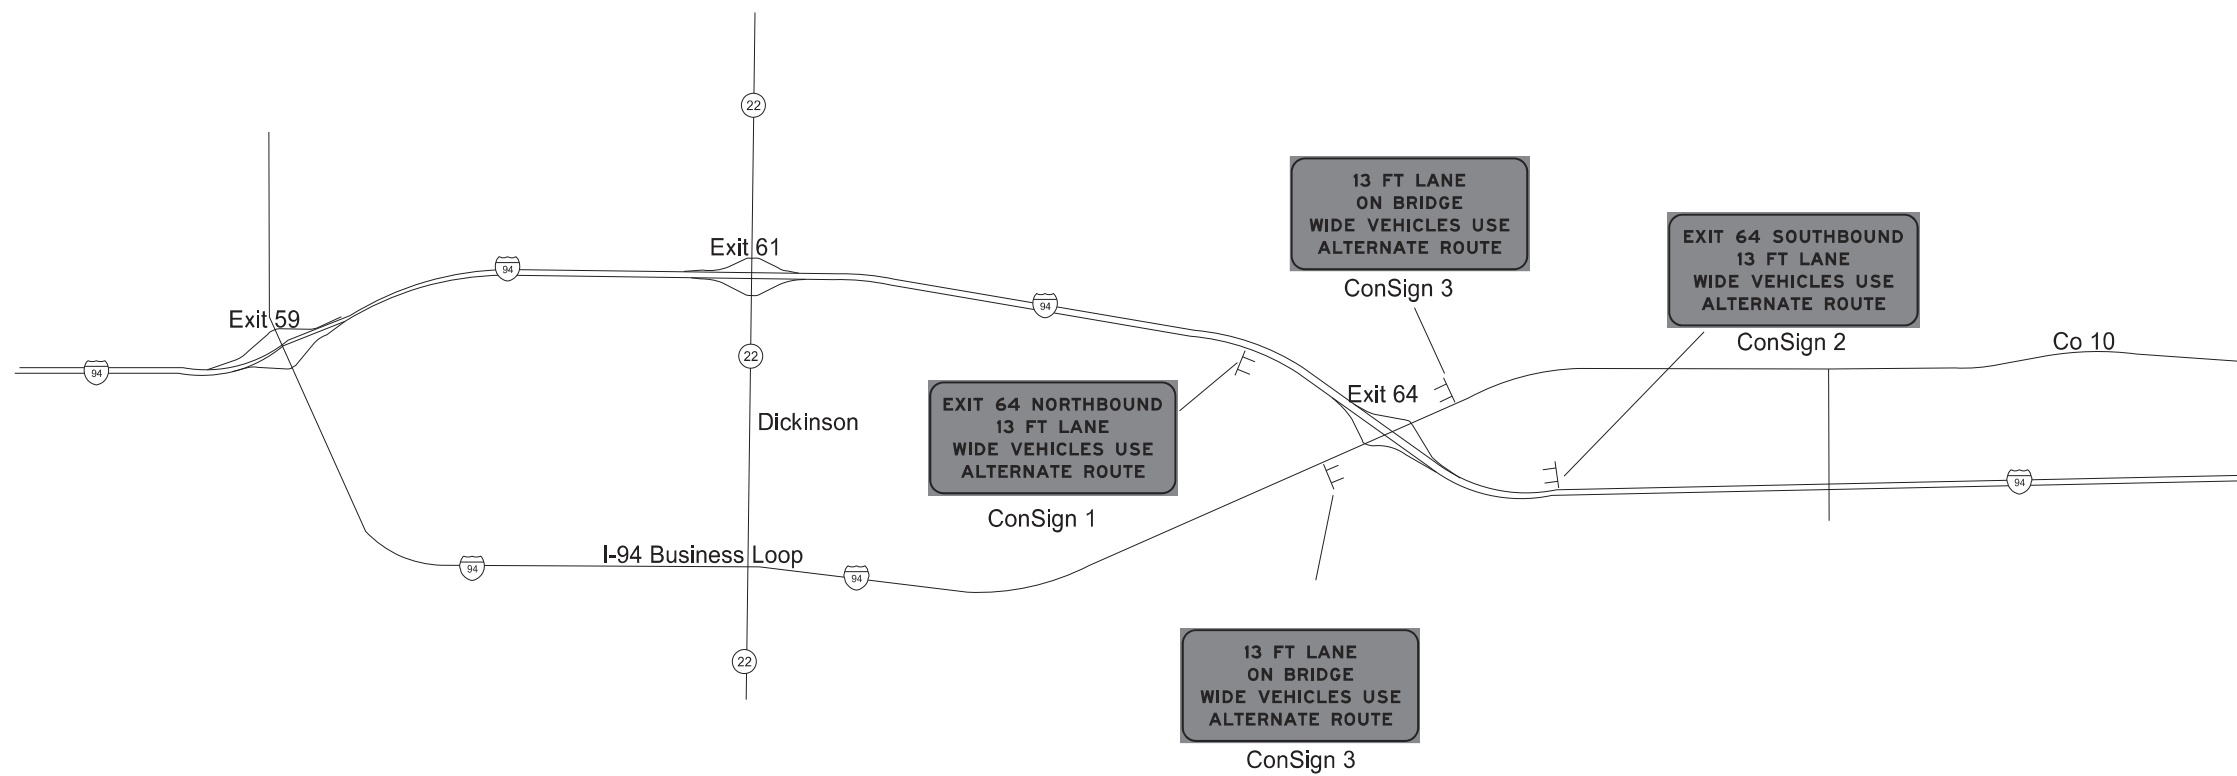 22
13 FT LANE
ON BRIDGE
WIDE VEHICLES USE
ALTERNATE ROUTE
ConSign 3
EXIT 64 SOUTHBOUND
13 FT LANE
WIDE VEHICLES USE
ALTERNATE ROUTE
ConSign 2
Exit 61
94
94
Exit 59
94
22
Co 10
Exit 64
EXIT 64 NORTHBOUND
13 FT LANE
WIDE VEHICLES USE
ALTERNATE ROUTE
ConSign 1
Dickinson
94
I-94 Business Loop
94
94
22
13 FT LANE
ON BRIDGE
WIDE VEHICLES USE
ALTERNATE ROUTE
ConSign 3